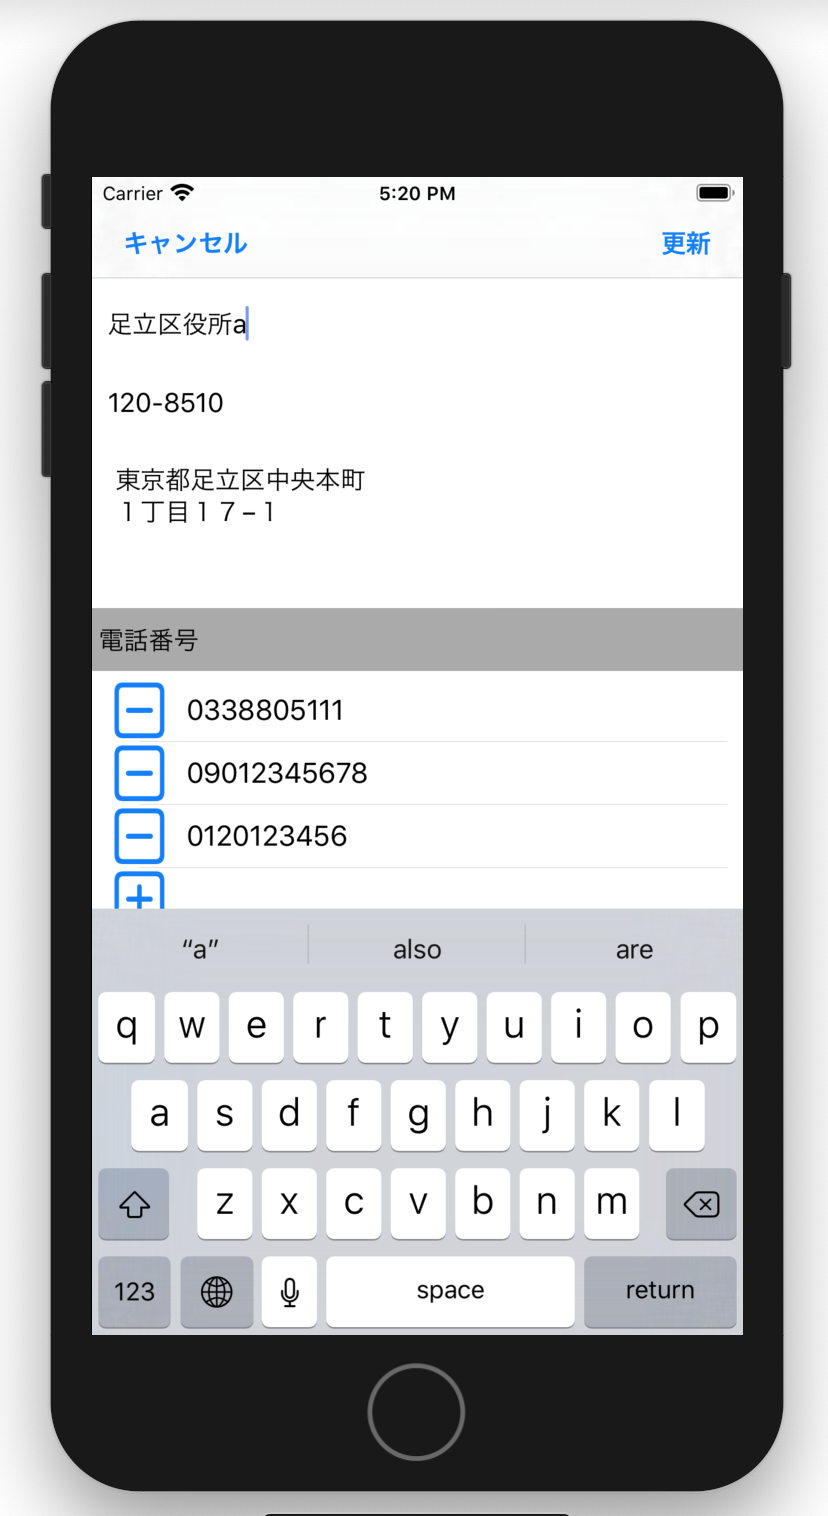 Carrier 5:20 PM
キャンセル 更新
足立区役所a
120-8510
東京都足立区中央本町
１丁目１７−１
電話番号
0338805111
09012345678
0120123456
“a” also are
q w e r t y u i o p
a s d f g h j k l
z x c v b n m
123 space return